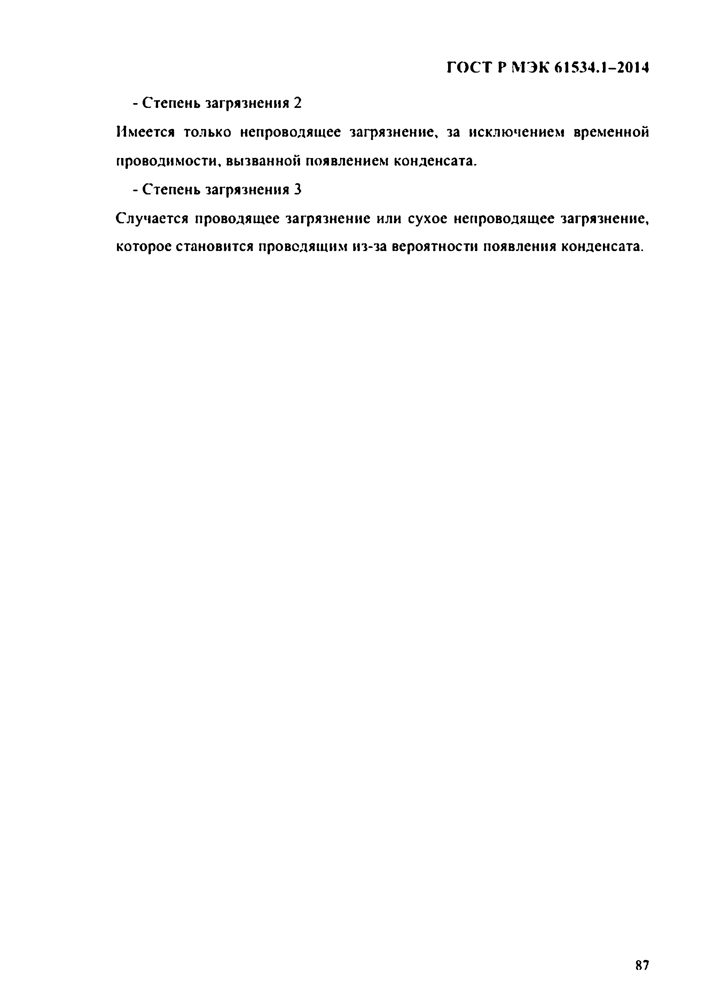 ГОСТ Р МЭК 61534.1–2014
- Степень загрязнения 2
Имеется только непроводящее загрязнение, за исключением временной
проводимости, вызванной появлением конденсата.
- Степень загрязнения 3
Случается проводящее загрязнение или сухое непроводящее загрязнение,
которое становится проводящим из-за вероятности появления конденсата.
87